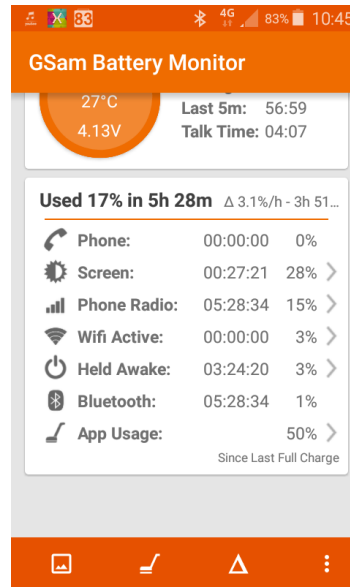 83 4G 83% 10:45
GSam Battery Monitor
27°C
4.13V
Last 5m: 56:59
Talk Time: 04:07
Used 17% in 5h 28m Δ 3.1%/h - 3h 51...
Phone: 00:00:00 0%
Screen: 00:27:21 28%
Phone Radio: 05:28:34 15%
Wifi Active: 00:00:00 3%
Held Awake: 03:24:20 3%
Bluetooth: 05:28:34 1%
App Usage: 50%
Since Last Full Charge